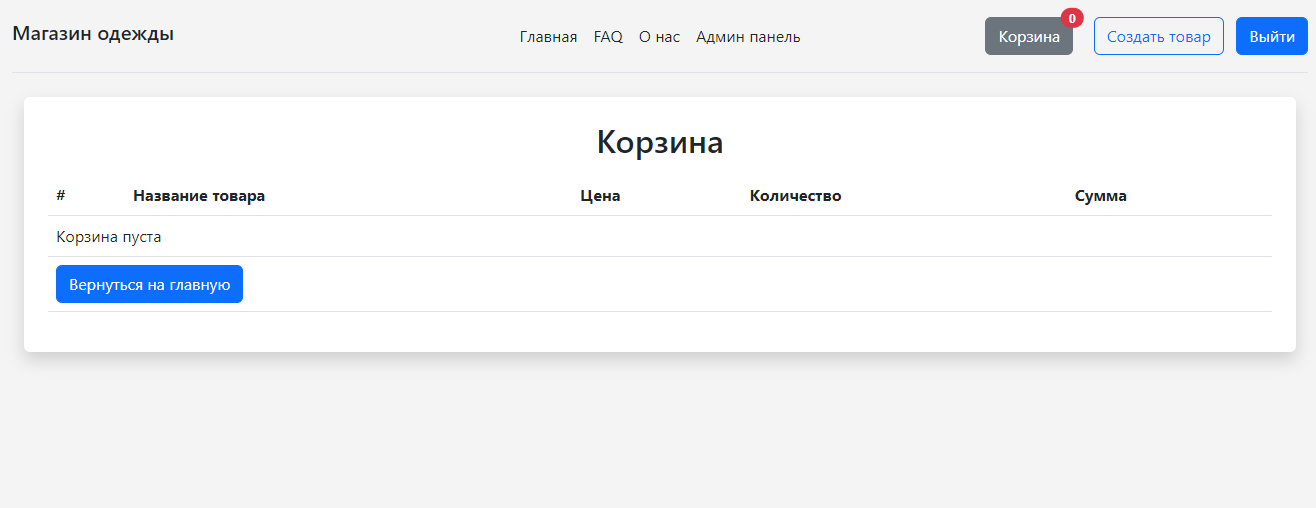 Магазин одежды Главная FAQ О нас Админ панель Корзина 0 Создать товар Выйти
Корзина
# Название товара Цена Количество Сумма
Корзина пуста
Вернуться на главную